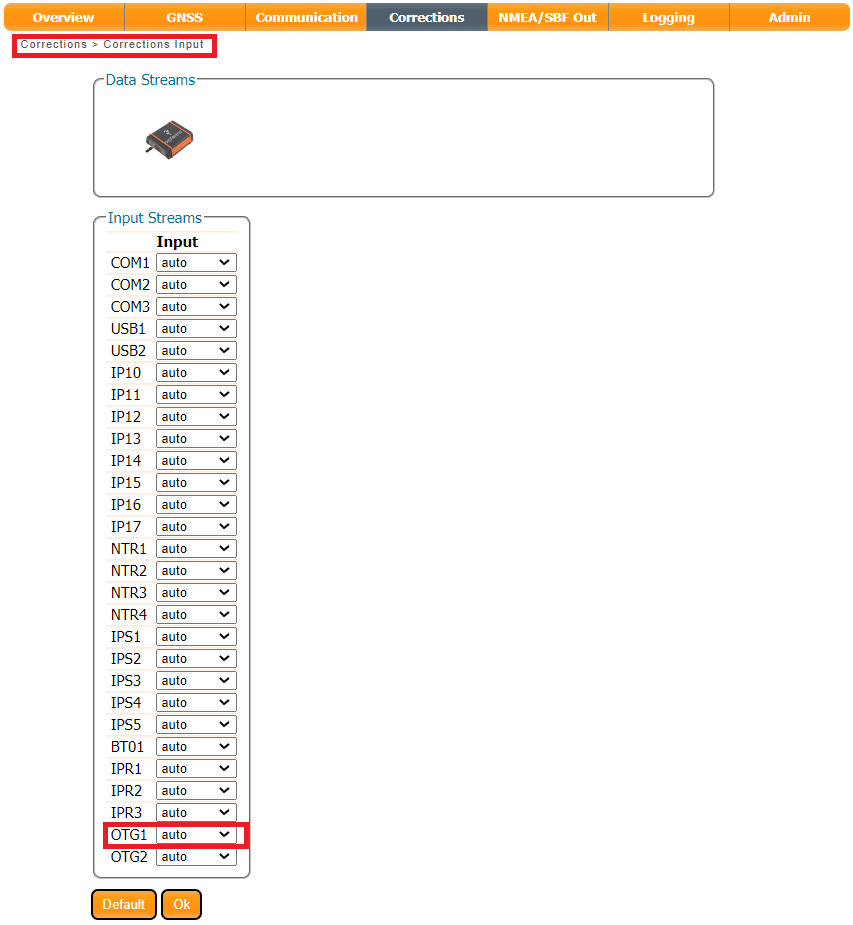 Overview GNSS Communication Corrections NMEA/SBF Out Logging Admin
Corrections > Corrections Input
Data Streams
Input Streams
Input
COM1 auto
COM2 auto
COM3 auto
USB1 auto
USB2 auto
IP10 auto
IP11 auto
IP12 auto
IP13 auto
IP14 auto
IP15 auto
IP16 auto
IP17 auto
NTR1 auto
NTR2 auto
NTR3 auto
NTR4 auto
IPS1 auto
IPS2 auto
IPS3 auto
IPS4 auto
IPS5 auto
BT01 auto
IPR1 auto
IPR2 auto
IPR3 auto
OTG1 auto
OTG2 auto
Default Ok